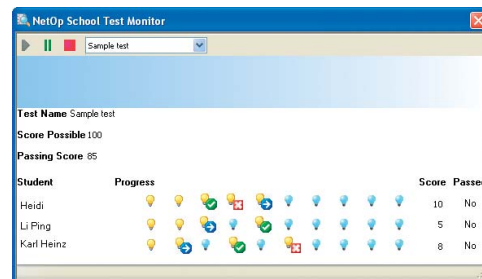 NetOp School Test Monitor
Sample test
Test Name Sample test
Score Possible 100
Passing Score 85
Student Progress Score Passed
Heidi 10 No
Li Ping 5 No
Karl Heinz 8 No